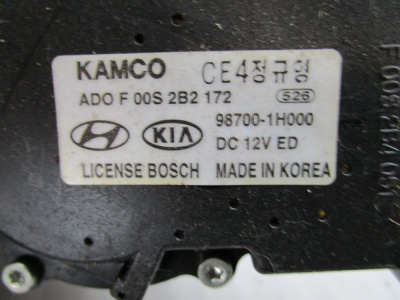 KAMCO CE4정규영
ADO F 00S 2B2 172 526
98700-1H000
KIA DC 12V ED
LICENSE BOSCH MADE IN KOREA